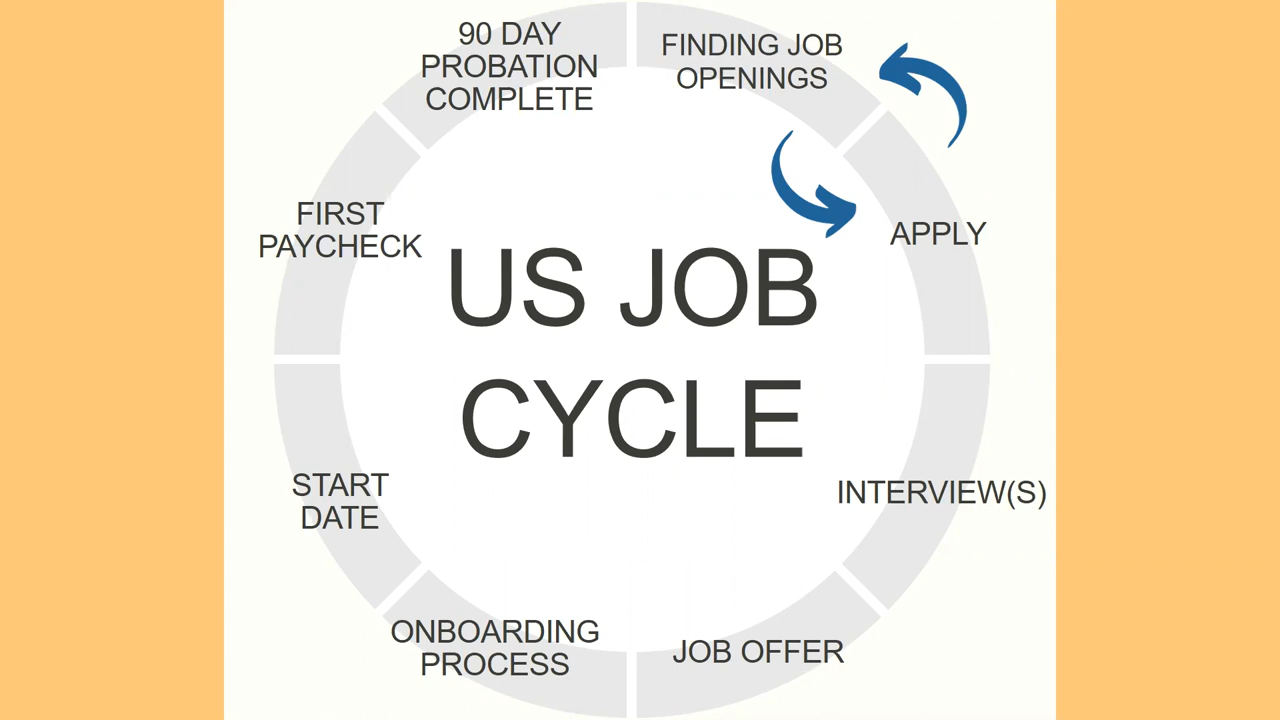 US JOB
CYCLE
FINDING JOB
OPENINGS
APPLY
INTERVIEW(S)
JOB OFFER
ONBOARDING
PROCESS
START
DATE
FIRST
PAYCHECK
90 DAY
PROBATION
COMPLETE